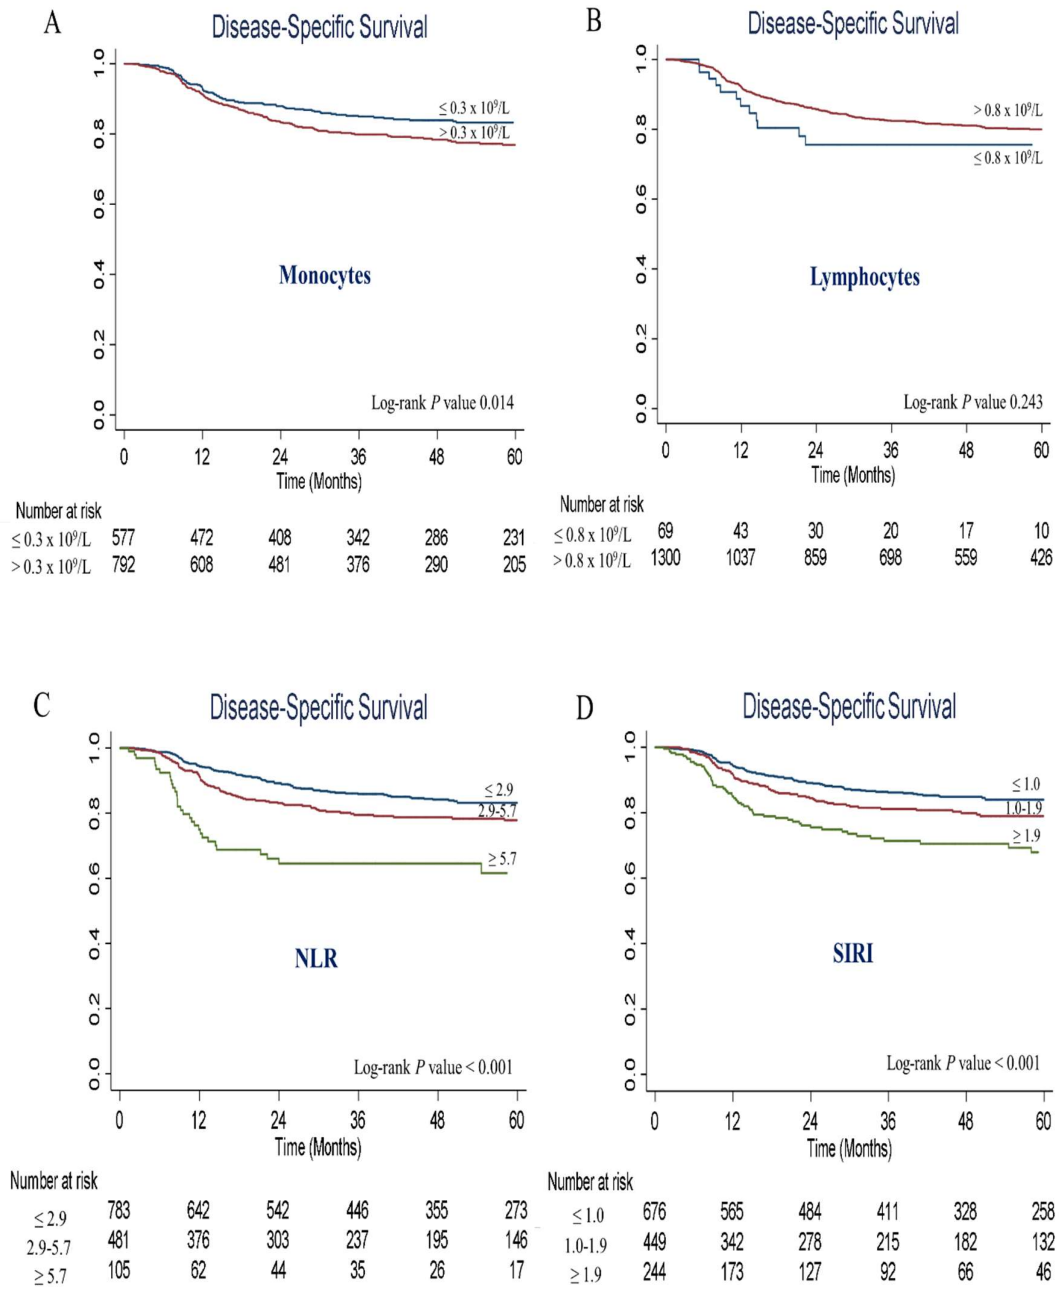 A
Disease-Specific Survival
1.0
0.8
0.6
0.4
0.2
0.0
≤ 0.3 x 10⁹/L
> 0.3 x 10⁹/L
Monocytes
Log-rank P value 0.014
0 12 24 36 48 60
Time (Months)
Number at risk
≤ 0.3 x 10⁹/L 577 472 408 342 286 231
> 0.3 x 10⁹/L 792 608 481 376 290 205
B
Disease-Specific Survival
1.0
0.8
0.6
0.4
0.2
0.0
> 0.8 x 10⁹/L
≤ 0.8 x 10⁹/L
Lymphocytes
Log-rank P value 0.243
0 12 24 36 48 60
Time (Months)
Number at risk
≤ 0.8 x 10⁹/L 69 43 30 20 17 10
> 0.8 x 10⁹/L 1300 1037 859 698 559 426
C
Disease-Specific Survival
1.0
0.8
0.6
0.4
0.2
0.0
≤ 2.9
2.9-5.7
≥ 5.7
NLR
Log-rank P value < 0.001
0 12 24 36 48 60
Time (Months)
Number at risk
≤ 2.9 783 642 542 446 355 273
2.9-5.7 481 376 303 237 195 146
≥ 5.7 105 62 44 35 26 17
D
Disease-Specific Survival
1.0
0.8
0.6
0.4
0.2
0.0
≤ 1.0
1.0-1.9
≥ 1.9
SIRI
Log-rank P value < 0.001
0 12 24 36 48 60
Time (Months)
Number at risk
≤ 1.0 676 565 484 411 328 258
1.0-1.9 449 342 278 215 182 132
≥ 1.9 244 173 127 92 66 46